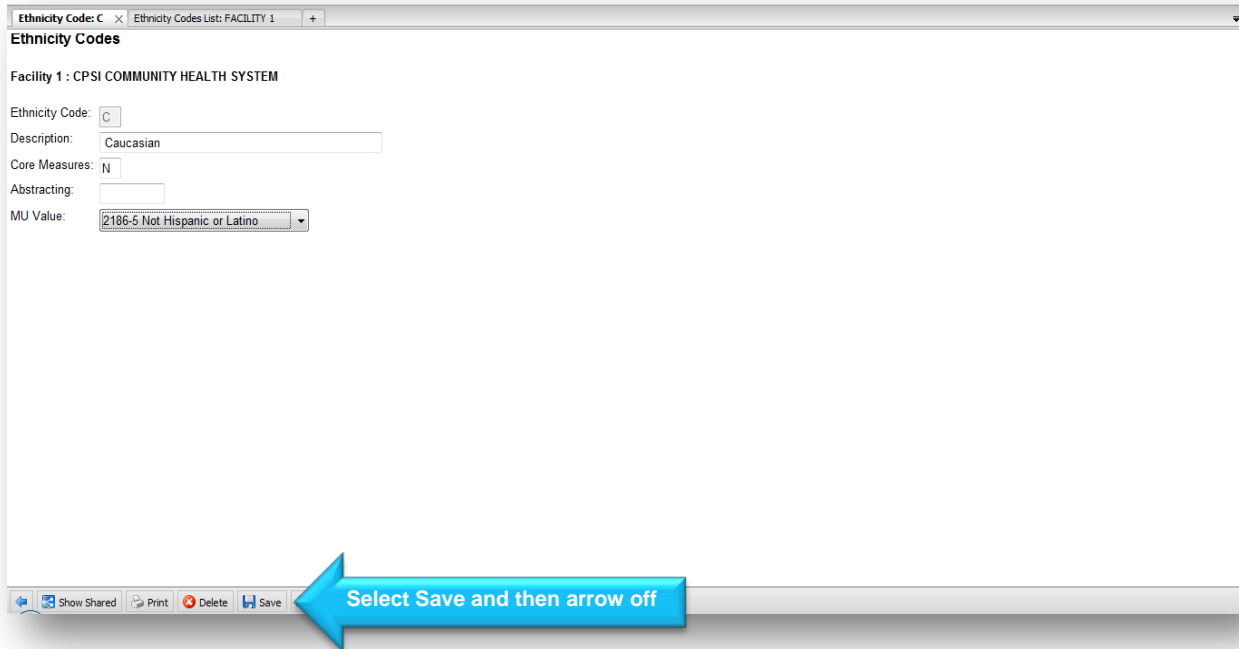 Ethnicity Code: C Ethnicity Codes List: FACILITY 1 +
Ethnicity Codes
Facility 1 : CPSI COMMUNITY HEALTH SYSTEM
Ethnicity Code: C
Description: Caucasian
Core Measures: N
Abstracting:
MU Value: 2186-5 Not Hispanic or Latino
Show Shared Print Delete Save Select Save and then arrow off